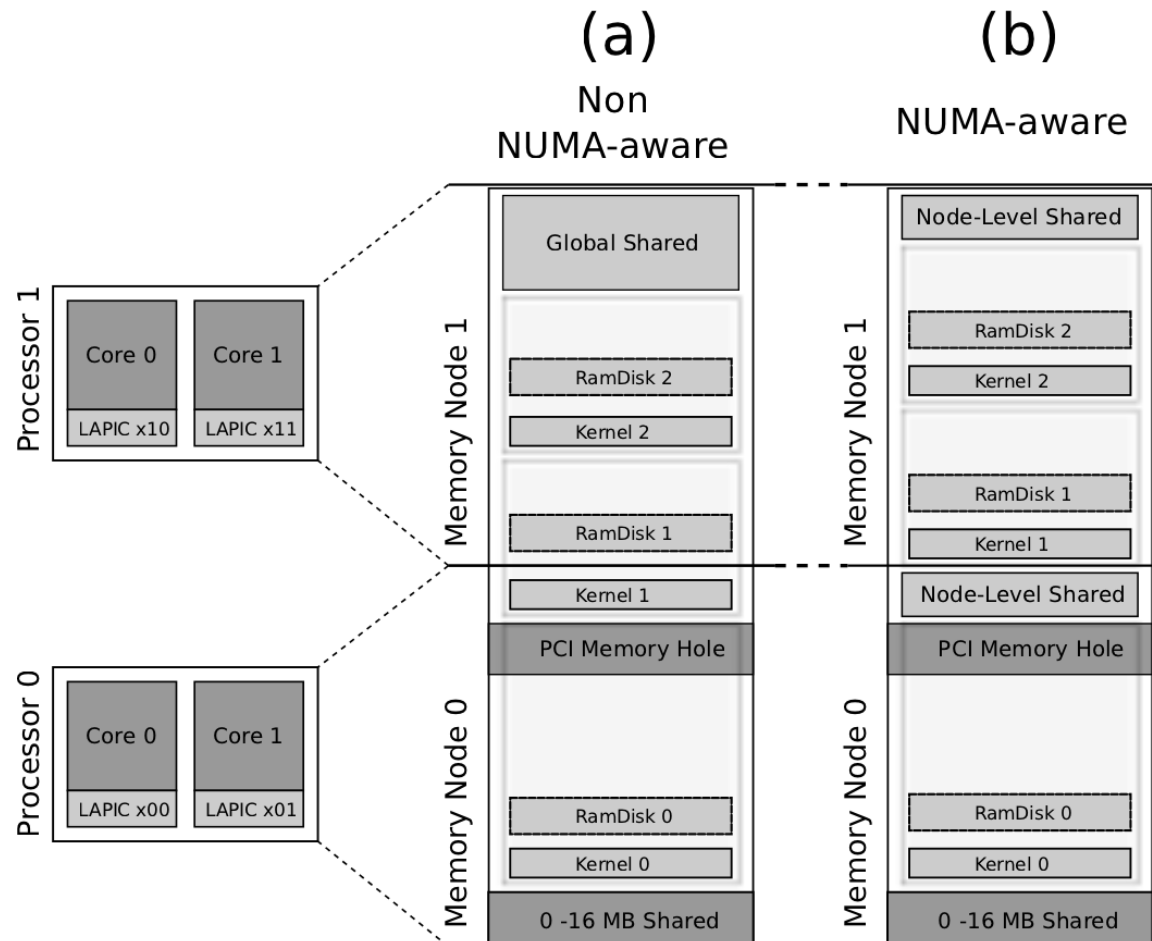 (a)
Non
NUMA-aware
(b)
NUMA-aware
Processor 1
Core 0
LAPIC x10
Core 1
LAPIC x11
Processor 0
Core 0
LAPIC x00
Core 1
LAPIC x01
Memory Node 1
Global Shared
RamDisk 2
Kernel 2
RamDisk 1
Memory Node 0
Kernel 1
PCI Memory Hole
RamDisk 0
Kernel 0
0 -16 MB Shared
Memory Node 1
Node-Level Shared
RamDisk 2
Kernel 2
RamDisk 1
Kernel 1
Memory Node 0
Node-Level Shared
PCI Memory Hole
RamDisk 0
Kernel 0
0 -16 MB Shared